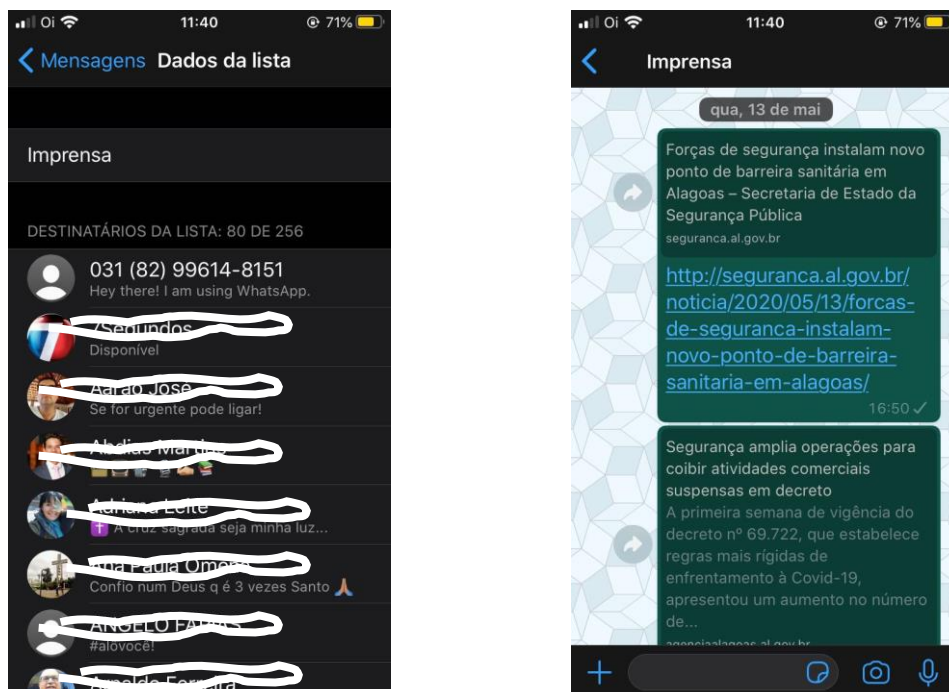 Oi 11:40 71%
Mensagens Dados da lista
Imprensa
DESTINATÁRIOS DA LISTA: 80 DE 256
031 (82) 99614-8151
Hey there! I am using WhatsApp.
Disponível
Se for urgente pode ligar!
A cruz sagrada seja minha luz...
Confio num Deus q é 3 vezes Santo
#alovocê!
Oi 11:40 71%
Imprensa
qua, 13 de mai
Forças de segurança instalam novo
ponto de barreira sanitária em
Alagoas – Secretaria de Estado da
Segurança Pública
seguranca.al.gov.br
http://seguranca.al.gov.br/
noticia/2020/05/13/forcas-
de-seguranca-instalam-
novo-ponto-de-barreira-
sanitaria-em-alagoas/
16:50
Segurança amplia operações para
coibir atividades comerciais
suspensas em decreto
A primeira semana de vigência do
decreto nº 69.722, que estabelece
regras mais rígidas de
enfrentamento à Covid-19,
apresentou um aumento no número
de...
agenciaalagoas.al.gov.br